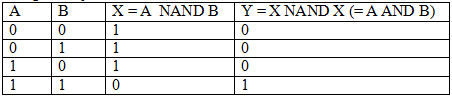 A B X = A NAND B Y = X NAND X (= A AND B)
0 0 1 0
0 1 1 0
1 0 1 0
1 1 0 1